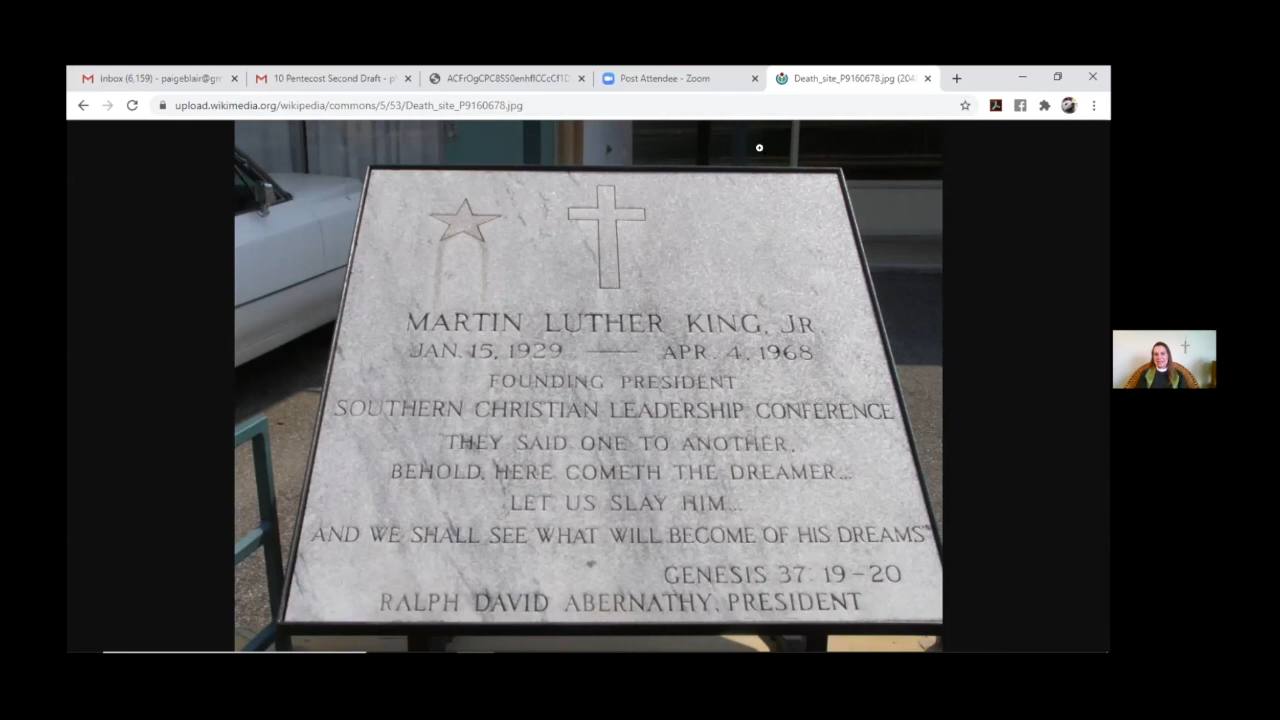 Inbox (6,159) - paigeblair@gm
10 Pentecost Second Draft - p
Post Attendee - Zoom
Death_site_P9160678.jpg (204
upload.wikimedia.org/wikipedia/commons/5/53/Death_site_P9160678.jpg
MARTIN LUTHER KING, JR.
JAN. 15, 1929 — APR. 4, 1968
FOUNDING PRESIDENT
SOUTHERN CHRISTIAN LEADERSHIP CONFERENCE
THEY SAID ONE TO ANOTHER,
BEHOLD, HERE COMETH THE DREAMER...
LET US SLAY HIM...
AND WE SHALL SEE WHAT WILL BECOME OF HIS DREAMS"
GENESIS 37: 19-20
RALPH DAVID ABERNATHY, PRESIDENT